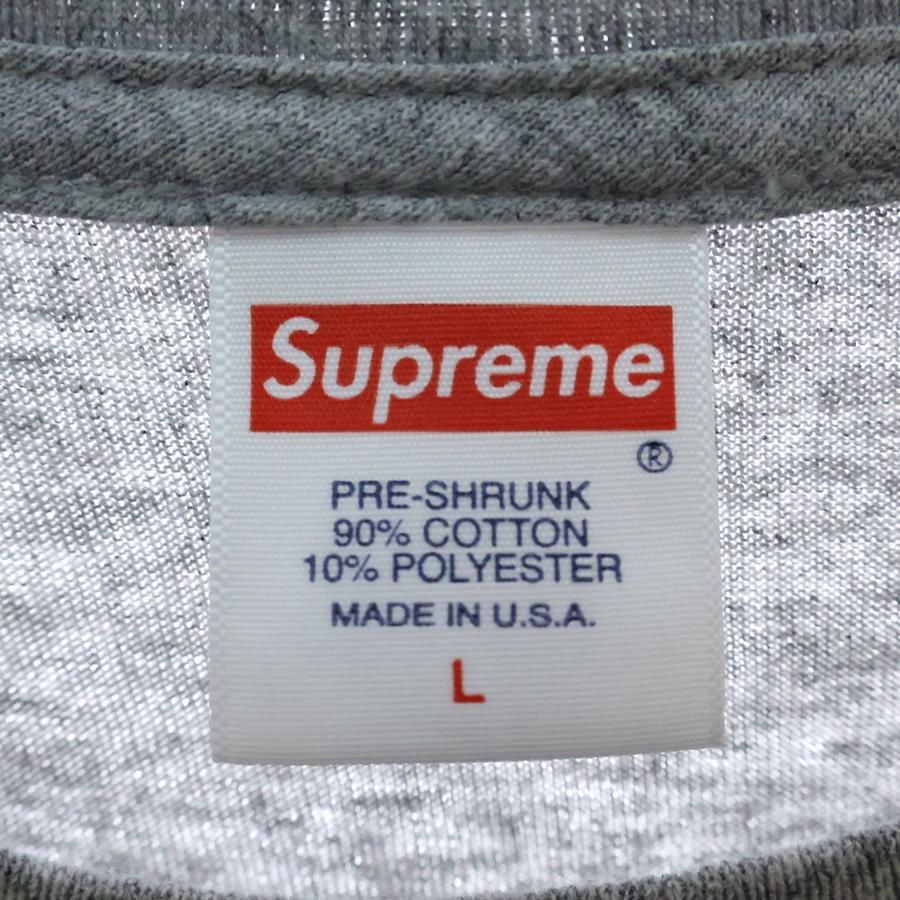 Supreme
®
PRE-SHRUNK
90% COTTON
10% POLYESTER
MADE IN U.S.A.
L